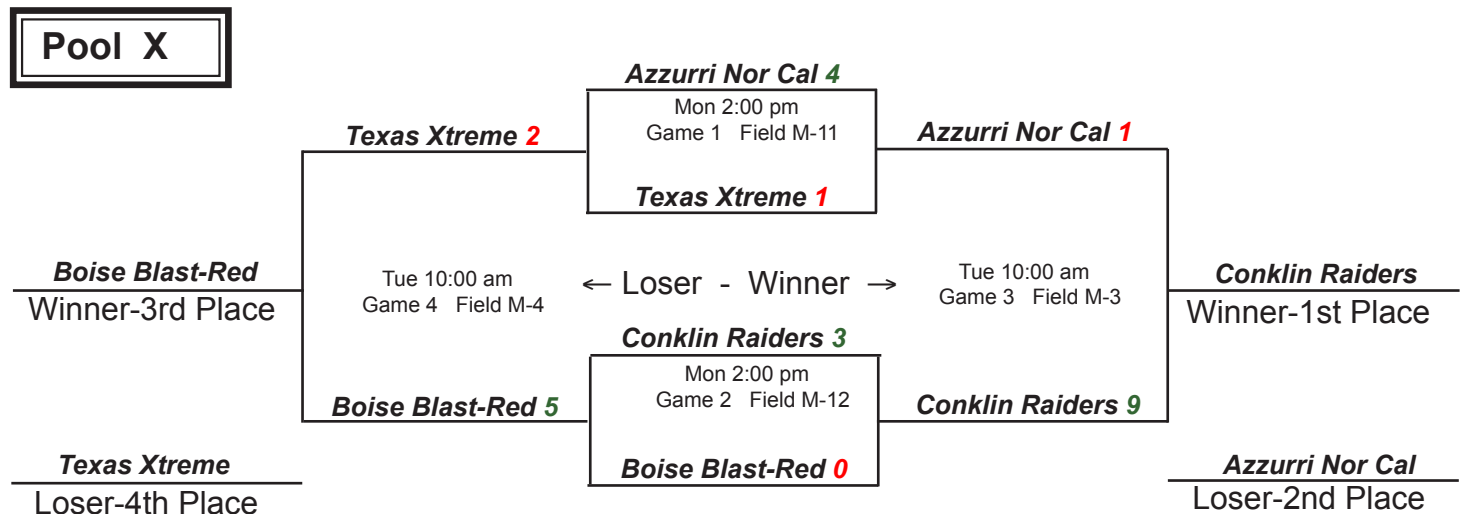 Pool X
Azzurri Nor Cal 4
Mon 2:00 pm
Game 1 Field M-11
Texas Xtreme 2
Azzurri Nor Cal 1
Texas Xtreme 1
Boise Blast-Red
Winner-3rd Place
Tue 10:00 am
Game 4 Field M-4
← Loser - Winner →
Tue 10:00 am
Game 3 Field M-3
Conklin Raiders
Winner-1st Place
Conklin Raiders 3
Mon 2:00 pm
Game 2 Field M-12
Boise Blast-Red 5
Conklin Raiders 9
Boise Blast-Red 0
Texas Xtreme
Loser-4th Place
Azzurri Nor Cal
Loser-2nd Place